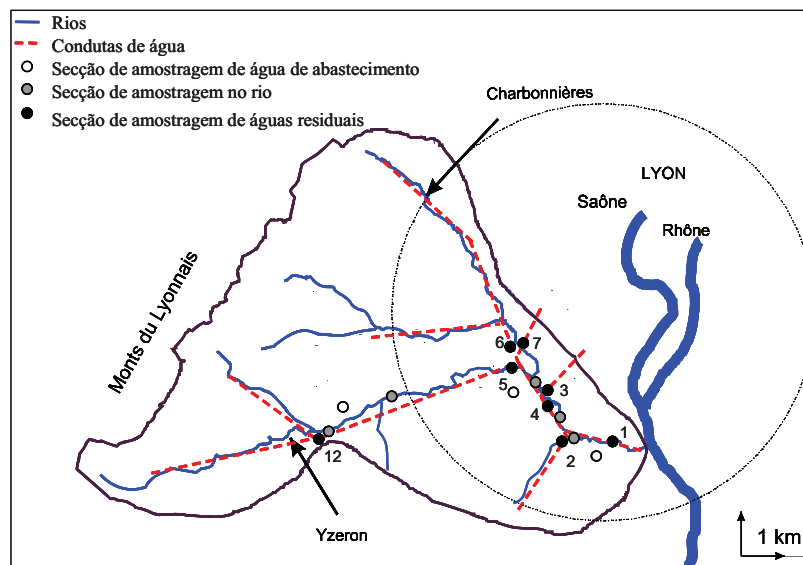 Rios
Condutas de água
Secção de amostragem de água de abastecimento
Secção de amostragem no rio
Secção de amostragem de águas residuais
Charbonnières
LYON
Saône
Rhône
Monts du Lyonnais
6
7
5
3
4
12
2
1
Yzeron
1 km